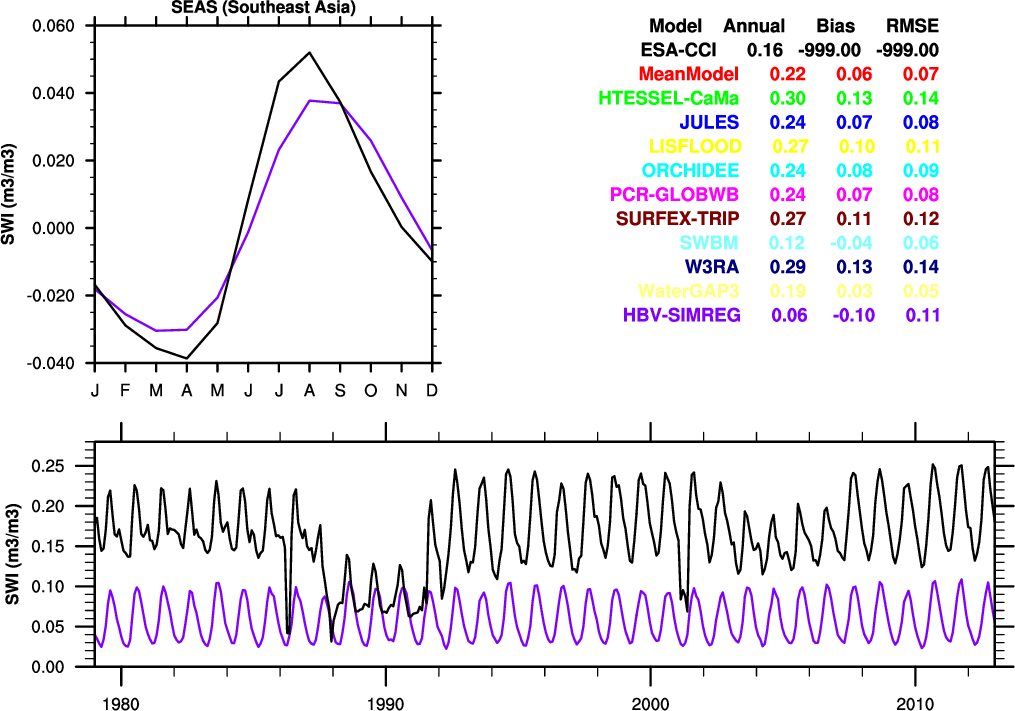 SEAS (Southeast Asia)
0.060
0.040
0.020
0.000
-0.020
-0.040
SWI (m3/m3)
J F M A M J J A S O N D
Model Annual Bias RMSE
ESA-CCI 0.16 -999.00 -999.00
MeanModel 0.22 0.06 0.07
HTESSEL-CaMa 0.30 0.13 0.14
JULES 0.24 0.07 0.08
LISFLOOD 0.27 0.10 0.11
ORCHIDEE 0.24 0.08 0.09
PCR-GLOBWB 0.24 0.07 0.08
SURFEX-TRIP 0.27 0.11 0.12
SWBM 0.12 -0.04 0.06
W3RA 0.29 0.13 0.14
WaterGAP3 0.19 0.03 0.05
HBV-SIMREG 0.06 -0.10 0.11
0.25
0.20
0.15
0.10
0.05
0.00
SWI (m3/m3)
1980 1990 2000 2010